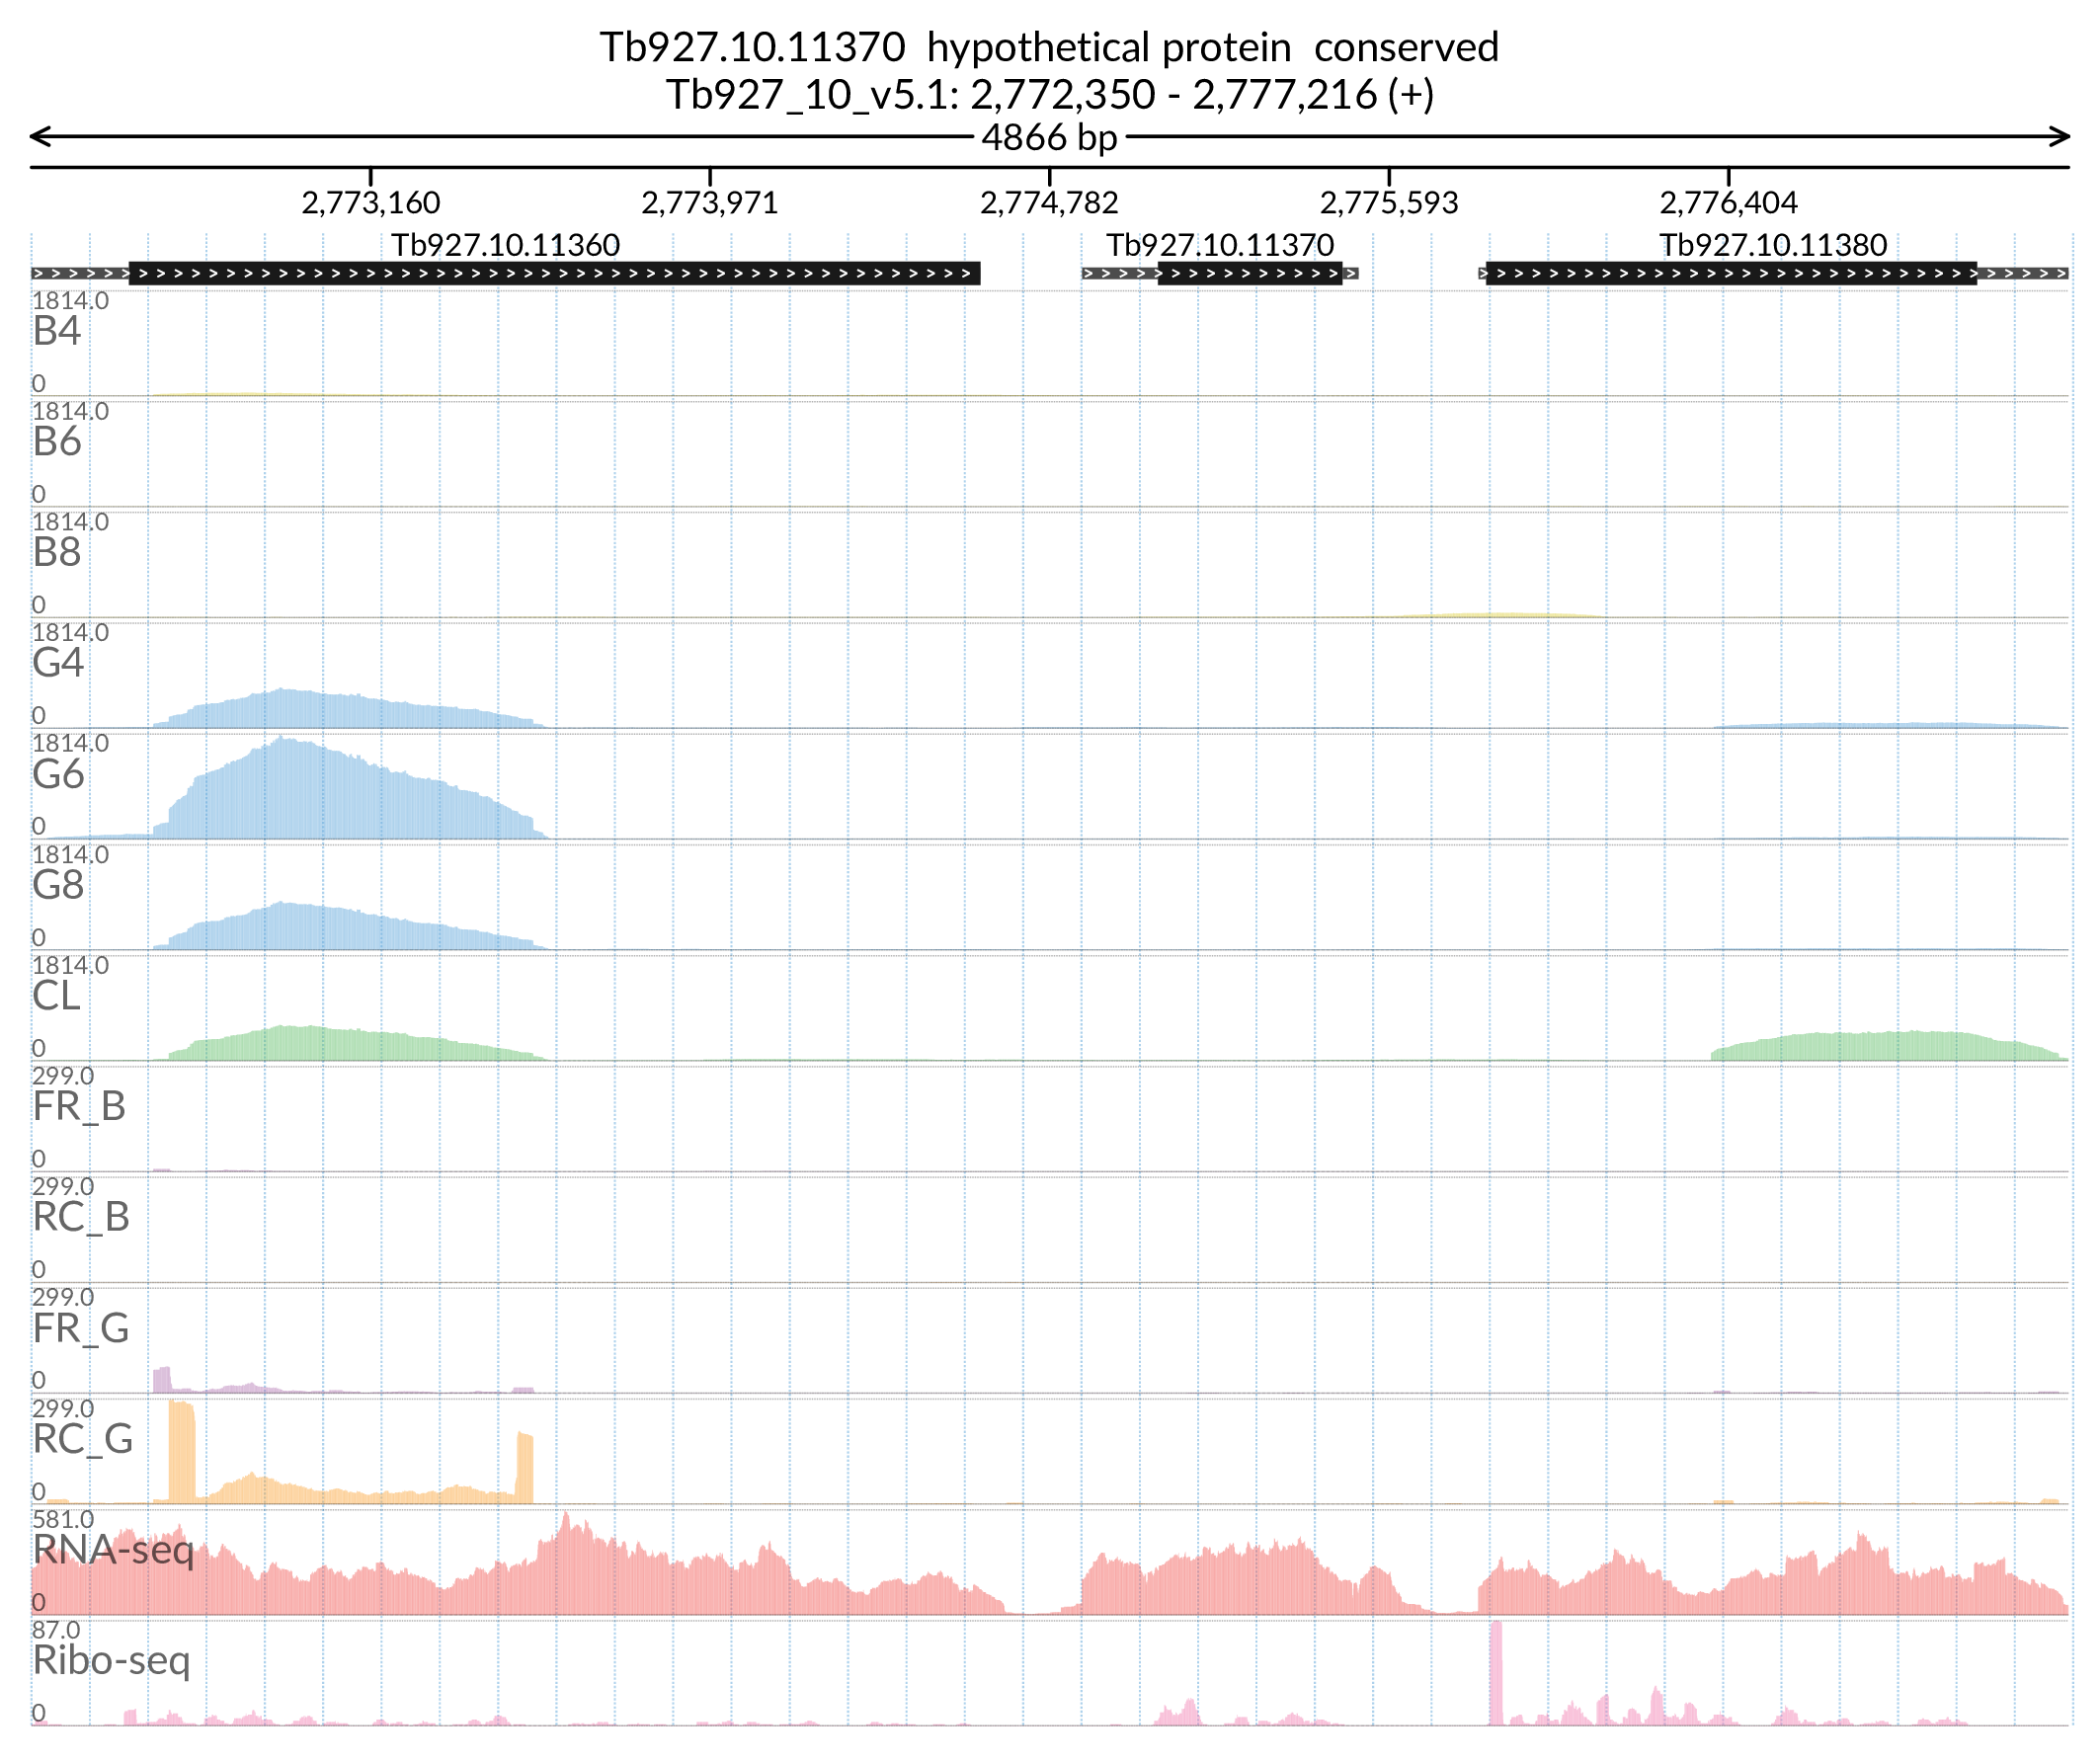 Tb927.10.11370 hypothetical protein conserved
Tb927_10_v5.1: 2,772,350 - 2,777,216 (+)
4866 bp
2,773,160 2,773,971 2,774,782 2,775,593 2,776,404
Tb927.10.11360 Tb927.10.11370 Tb927.10.11380
1814.0
B4
0
1814.0
B6
0
1814.0
B8
0
1814.0
G4
0
1814.0
G6
0
1814.0
G8
0
1814.0
CL
0
299.0
FR_B
0
299.0
RC_B
0
299.0
FR_G
0
299.0
RC_G
0
581.0
RNA-seq
0
87.0
Ribo-seq
0